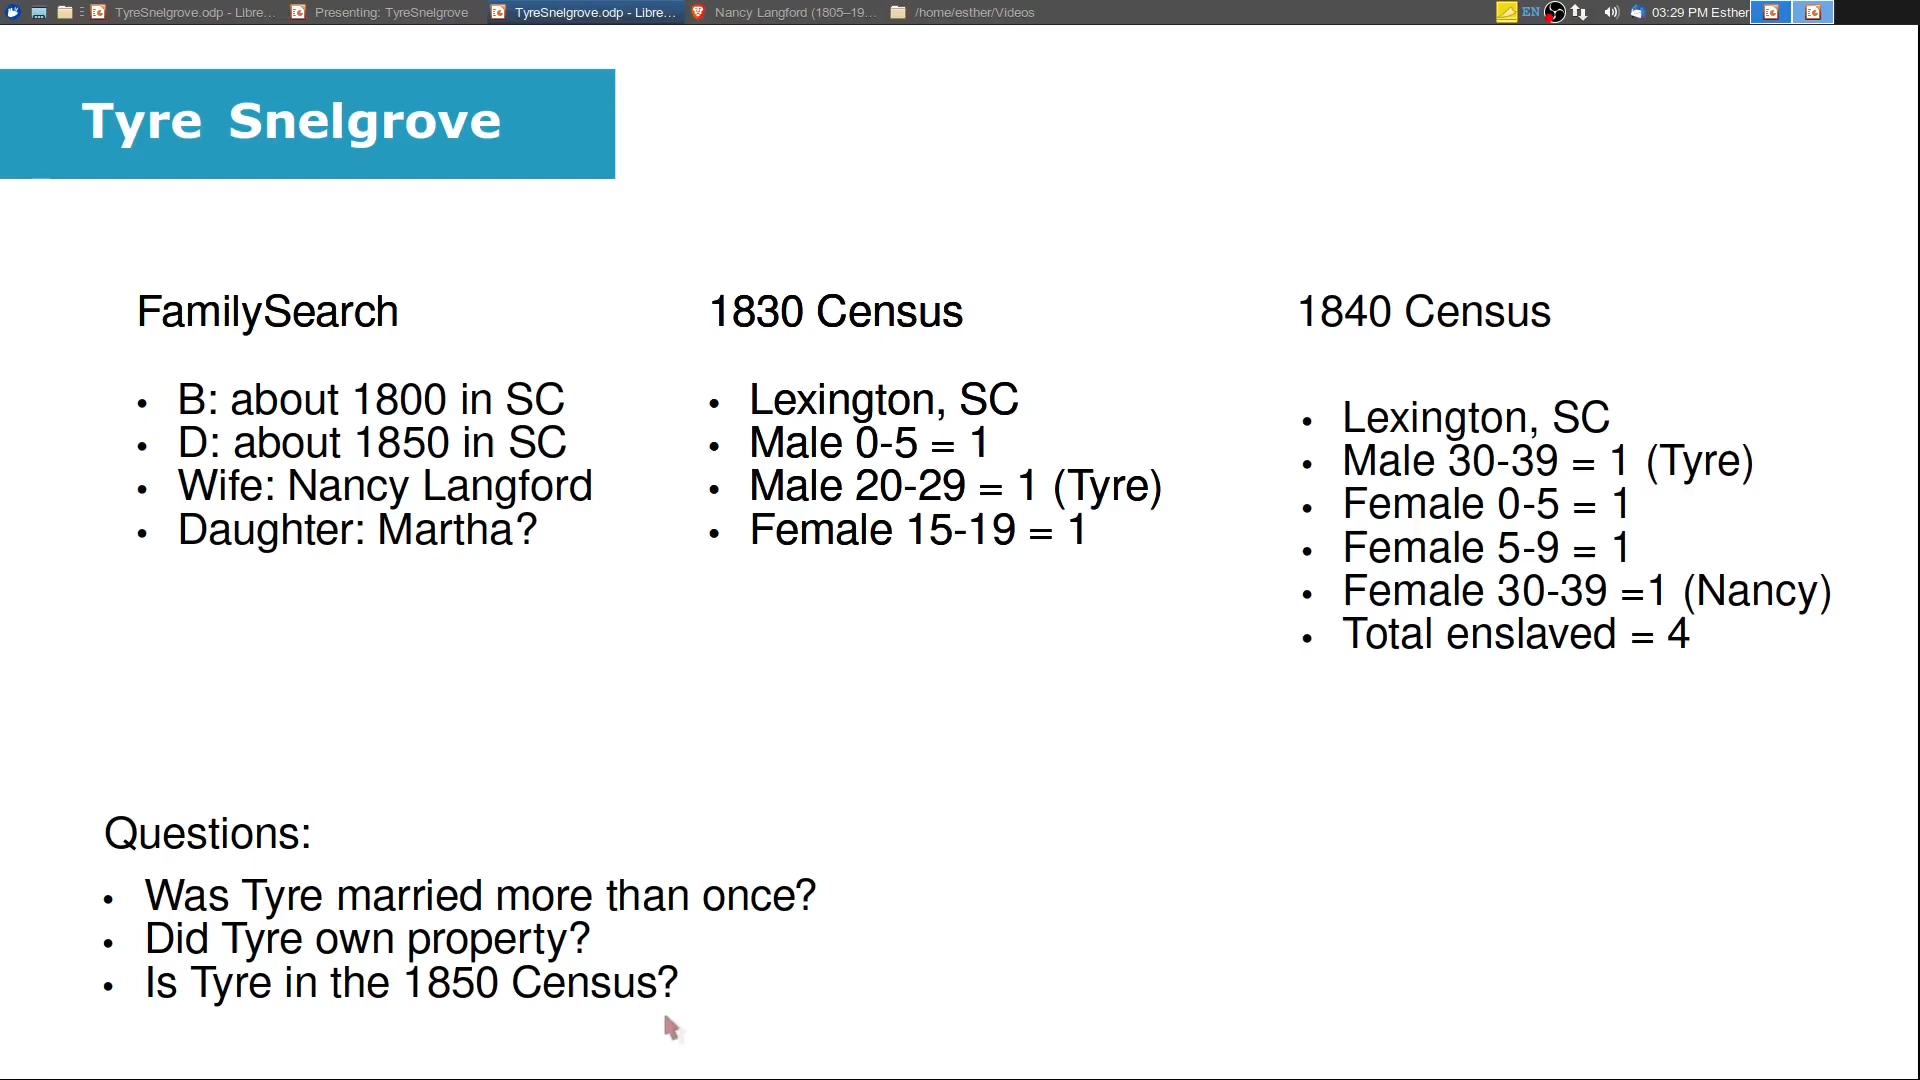 TyreSnelgrove.odp - Libre...
Presenting: TyreSnelgrove
TyreSnelgrove.odp - Libre...
Nancy Langford (1805–19...
/home/esther/Videos
EN
03:29 PM Esther
Tyre Snelgrove
FamilySearch
• B: about 1800 in SC
• D: about 1850 in SC
• Wife: Nancy Langford
• Daughter: Martha?
1830 Census
• Lexington, SC
• Male 0-5 = 1
• Male 20-29 = 1 (Tyre)
• Female 15-19 = 1
1840 Census
• Lexington, SC
• Male 30-39 = 1 (Tyre)
• Female 0-5 = 1
• Female 5-9 = 1
• Female 30-39 =1 (Nancy)
• Total enslaved = 4
Questions:
• Was Tyre married more than once?
• Did Tyre own property?
• Is Tyre in the 1850 Census?